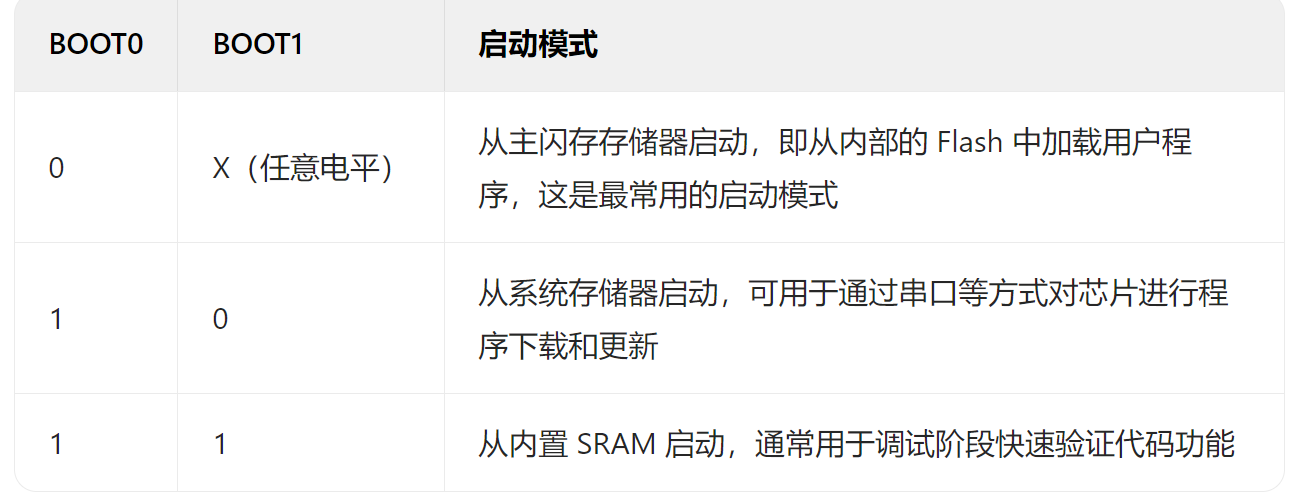 BOOT0 BOOT1 启动模式
0 X（任意电平） 从主闪存存储器启动，即从内部的 Flash 中加载用户程
序，这是最常用的启动模式
1 0 从系统存储器启动，可用于通过串口等方式对芯片进行程
序下载和更新
1 1 从内置 SRAM 启动，通常用于调试阶段快速验证代码功能